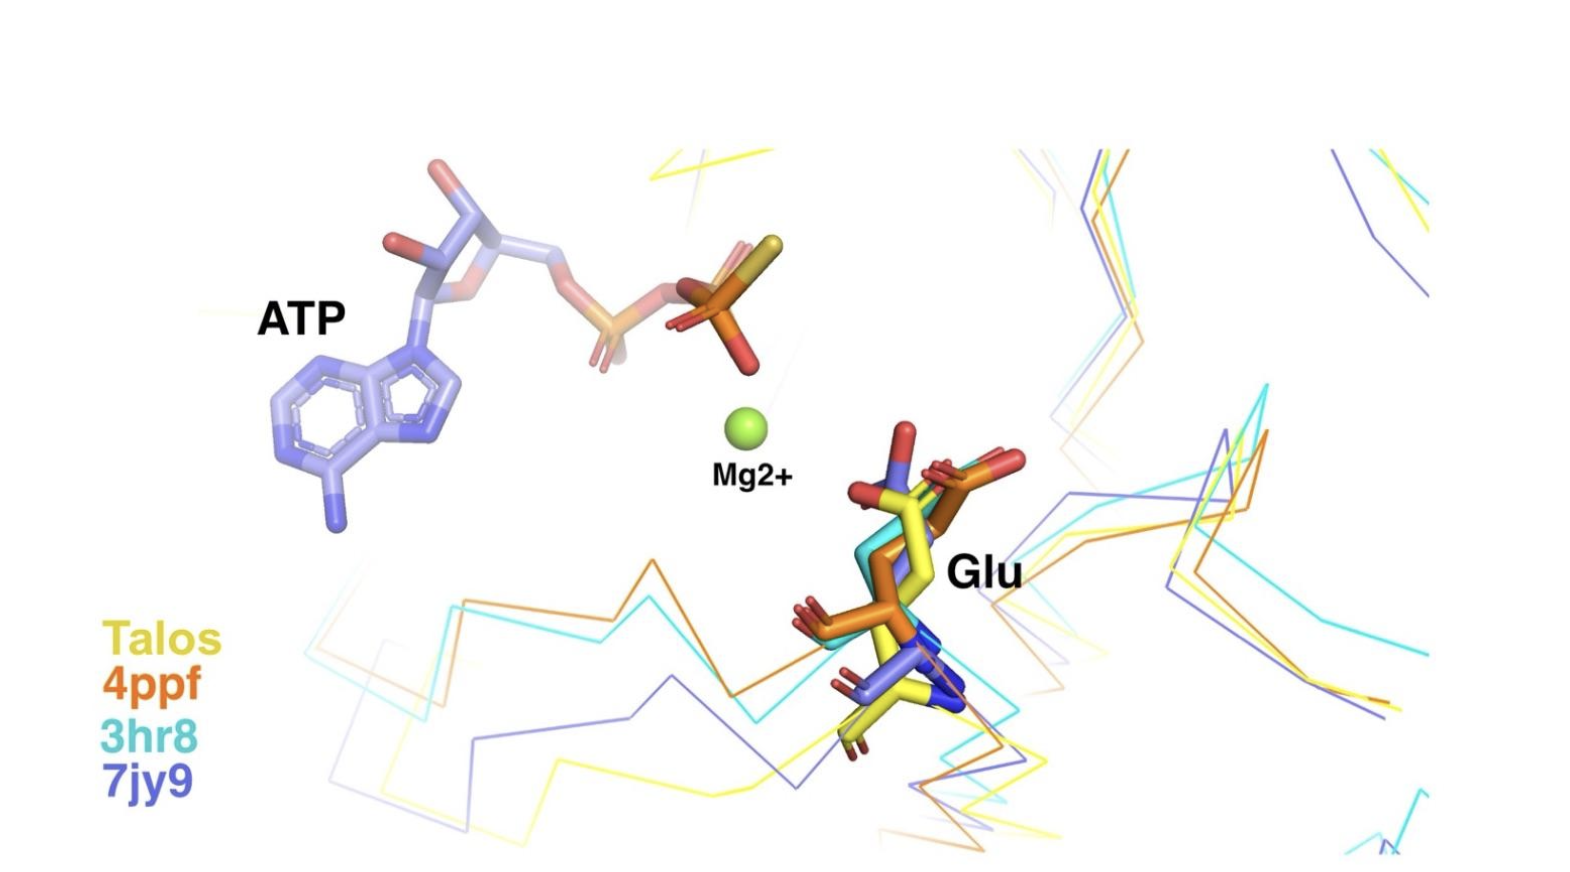 ATP
Mg2+
Glu
Talos
4ppf
3hr8
7jy9